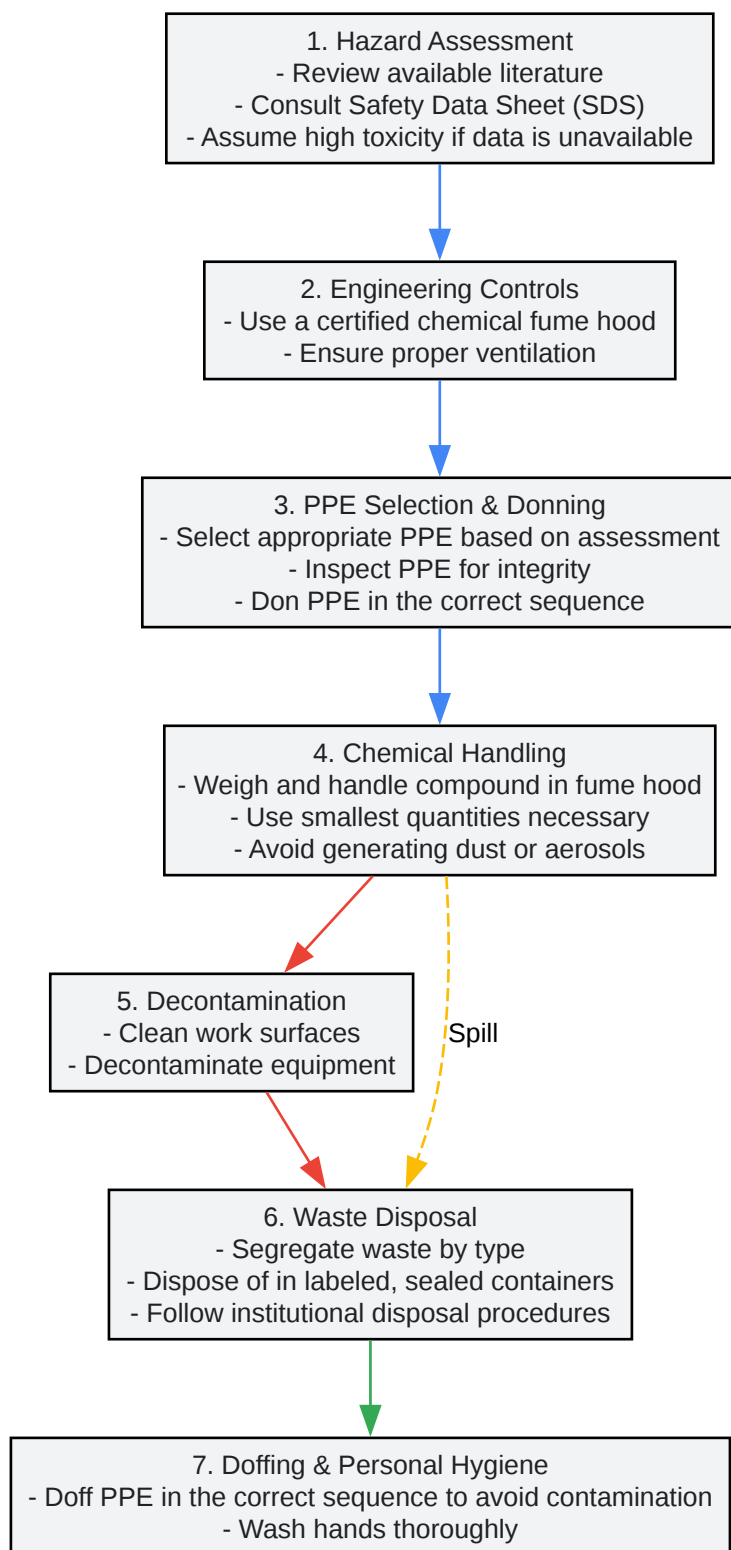 1. Hazard Assessment
- Review available literature
- Consult Safety Data Sheet (SDS)
- Assume high toxicity if data is unavailable
2. Engineering Controls
- Use a certified chemical fume hood
- Ensure proper ventilation
3. PPE Selection & Donning
- Select appropriate PPE based on assessment
- Inspect PPE for integrity
- Don PPE in the correct sequence
4. Chemical Handling
- Weigh and handle compound in fume hood
- Use smallest quantities necessary
- Avoid generating dust or aerosols
5. Decontamination
- Clean work surfaces
- Decontaminate equipment
Spill
6. Waste Disposal
- Segregate waste by type
- Dispose of in labeled, sealed containers
- Follow institutional disposal procedures
7. Doffing & Personal Hygiene
- Doff PPE in the correct sequence to avoid contamination
- Wash hands thoroughly